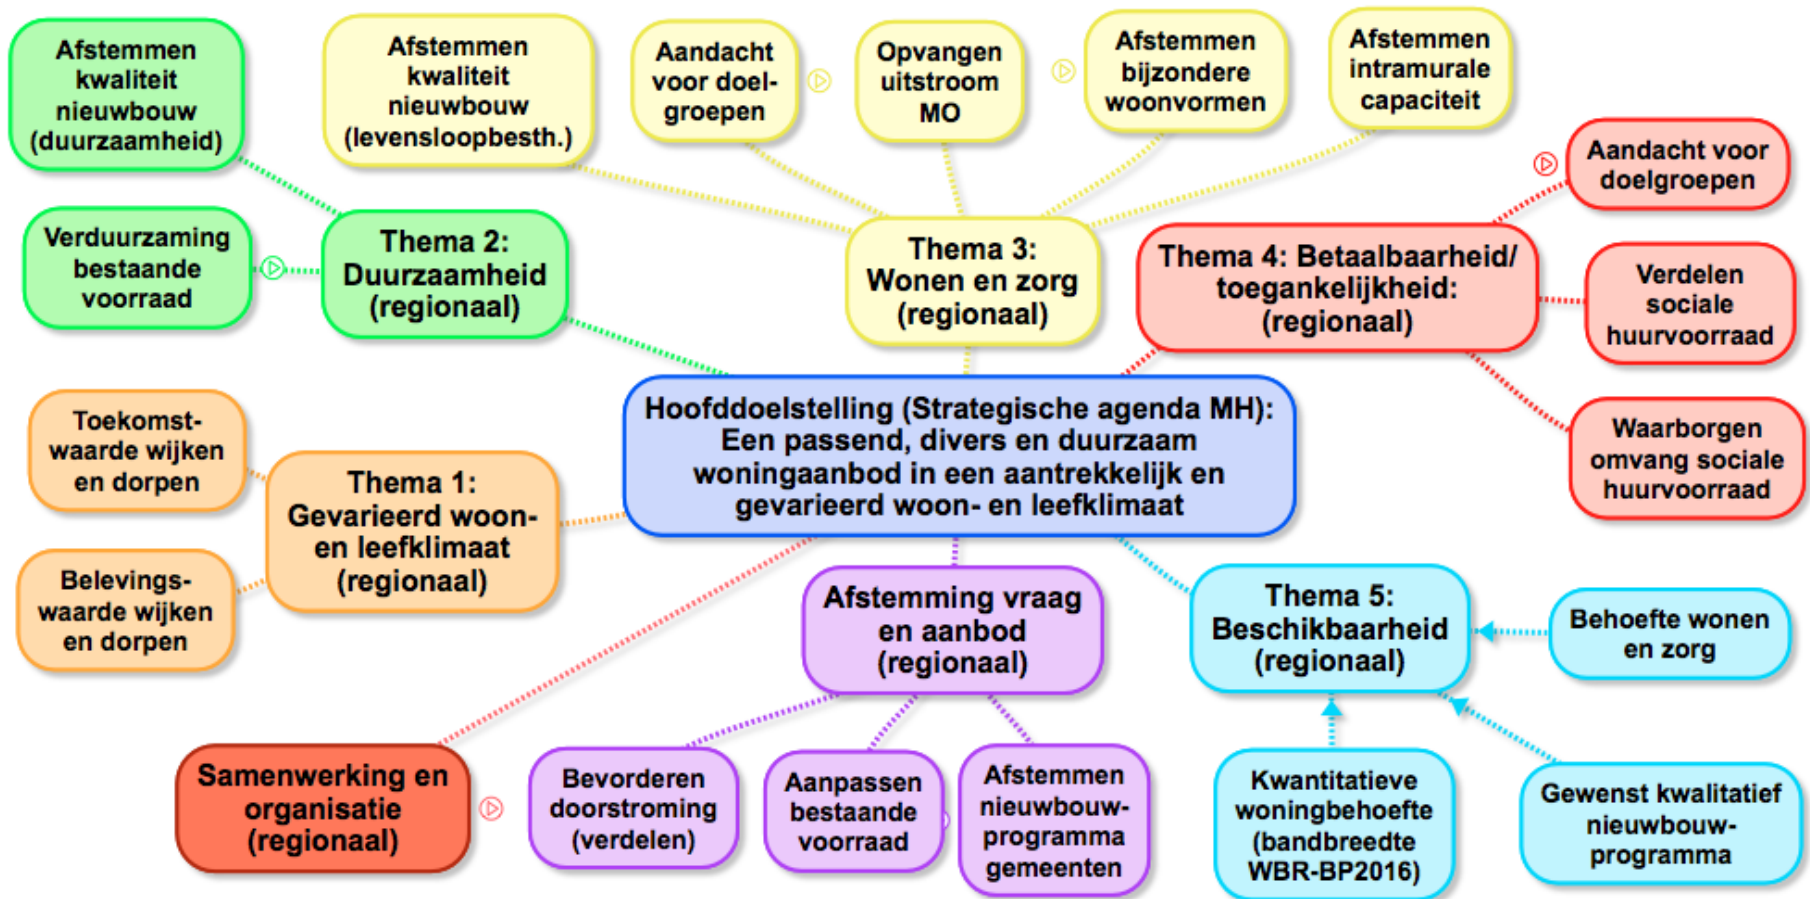 Afstemmen
kwaliteit
nieuwbouw
(duurzaamheid)
Afstemmen
kwaliteit
nieuwbouw
(levensloopbesth.)
Aandacht
voor doel-
groepen
Opvangen
uitstroom
MO
Afstemmen
bijzondere
woonvormen
Afstemmen
intramurale
capaciteit
Aandacht voor
doelgroepen
Verduurzaming
bestaande
voorraad
Thema 2:
Duurzaamheid
(regionaal)
Thema 3:
Wonen en zorg
(regionaal)
Thema 4: Betaalbaarheid/
toegankelijkheid:
(regionaal)
Verdelen
sociale
huurvoorraad
Toekomst-
waarde wijken
en dorpen
Thema 1:
Gevarieerd woon-
en leefklimaat
(regionaal)
Hoofddoelstelling (Strategische agenda MH):
Een passend, divers en duurzaam
woningaanbod in een aantrekkelijk en
gevarieerd woon- en leefklimaat
Waarborgen
omvang sociale
huurvoorraad
Belevings-
waarde wijken
en dorpen
Afstemming vraag
en aanbod
(regionaal)
Thema 5:
Beschikbaarheid
(regionaal)
Behoefte wonen
en zorg
Samenwerking en
organisatie
(regionaal)
Bevorderen
doorstroming
(verdelen)
Aanpassen
bestaande
voorraad
Afstemmen
nieuwbouw-
programma
gemeenten
Kwantitatieve
woningbehoefte
(bandbreedte
WBR-BP2016)
Gewenst kwalitatief
nieuwbouw-
programma